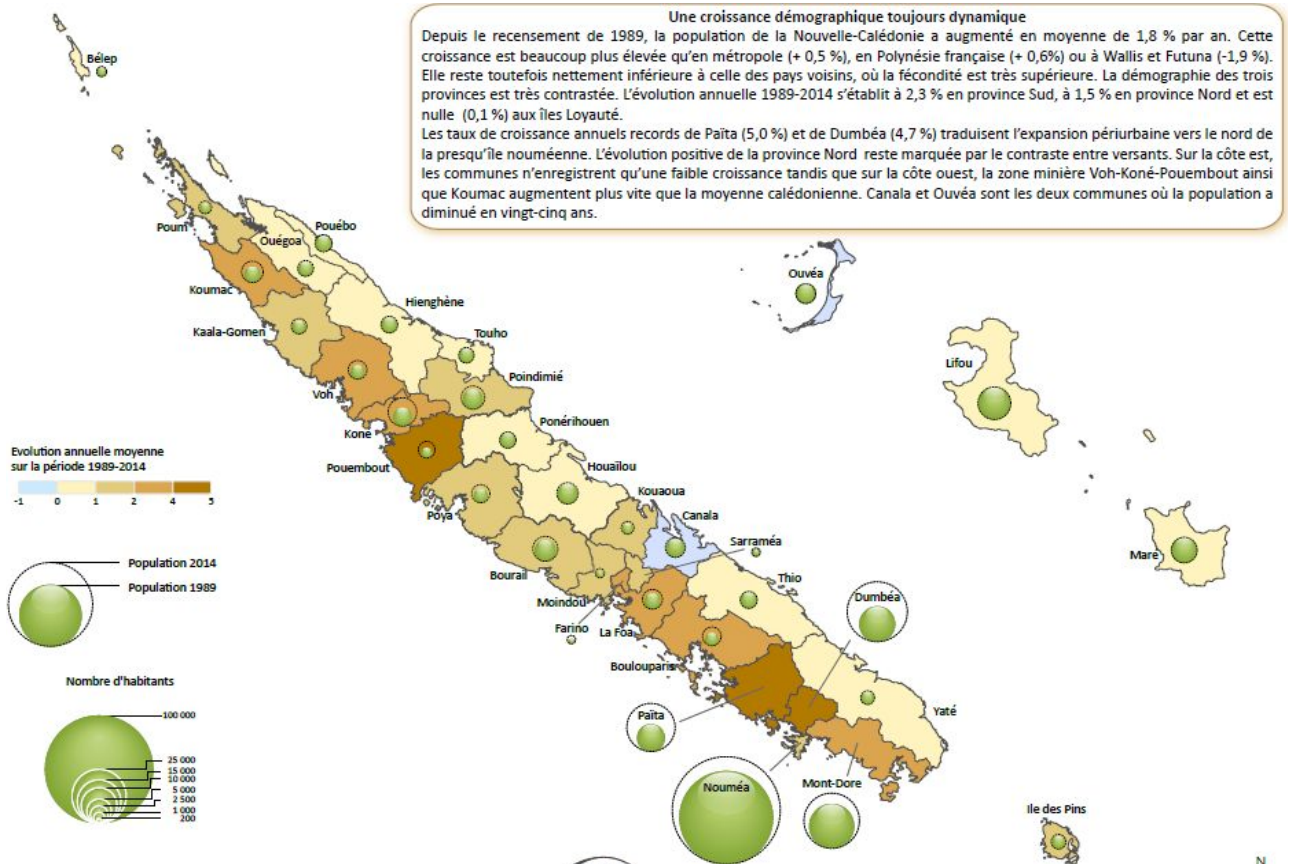 Une croissance démographique toujours dynamique
Depuis le recensement de 1989, la population de la Nouvelle-Calédonie a augmenté en moyenne de 1,8 % par an. Cette
croissance est beaucoup plus élevée qu'en métropole (+ 0,5 %), en Polynésie française (+ 0,6%) ou à Wallis et Futuna (-1,9 %).
Elle reste toutefois nettement inférieure à celle des pays voisins, où la fécondité est très supérieure. La démographie des trois
provinces est très contrastée. L'évolution annuelle 1989-2014 s'établit à 2,3 % en province Sud, à 1,5 % en province Nord et est
nulle (0,1 %) aux îles Loyauté.
Les taux de croissance annuels records de Païta (5,0 %) et de Dumbéa (4,7 %) traduisent l'expansion périurbaine vers le nord de
la presqu'île nouméenne. L'évolution positive de la province Nord reste marquée par le contraste entre versants. Sur la côte est,
les communes n'enregistrent qu'une faible croissance tandis que sur la côte ouest, la zone minière Voh-Koné-Pouembout ainsi
que Koumac augmentent plus vite que la moyenne calédonienne. Canala et Ouvéa sont les deux communes où la population a
diminué en vingt-cinq ans.
Bélep
Poum
Ouégoa
Pouébo
Koumac
Hienghène
Kaala-Gomen
Touho
Voh
Poindimié
Koné
Ponérihouen
Pouembout
Houaïlou
Poya
Kouaoua
Canala
Bourail
Sarraméa
Moindou
Thio
Farino
La Foa
Dumbéa
Boulouparis
Païta
Yaté
Nouméa
Mont-Dore
Ile des Pins
Ouvéa
Lifou
Maré
Evolution annuelle moyenne
sur la période 1989-2014
-1 0 1 2 4 5
Population 2014
Population 1989
Nombre d'habitants
100 000
25 000
15 000
10 000
5 000
2 500
1 000
200
N